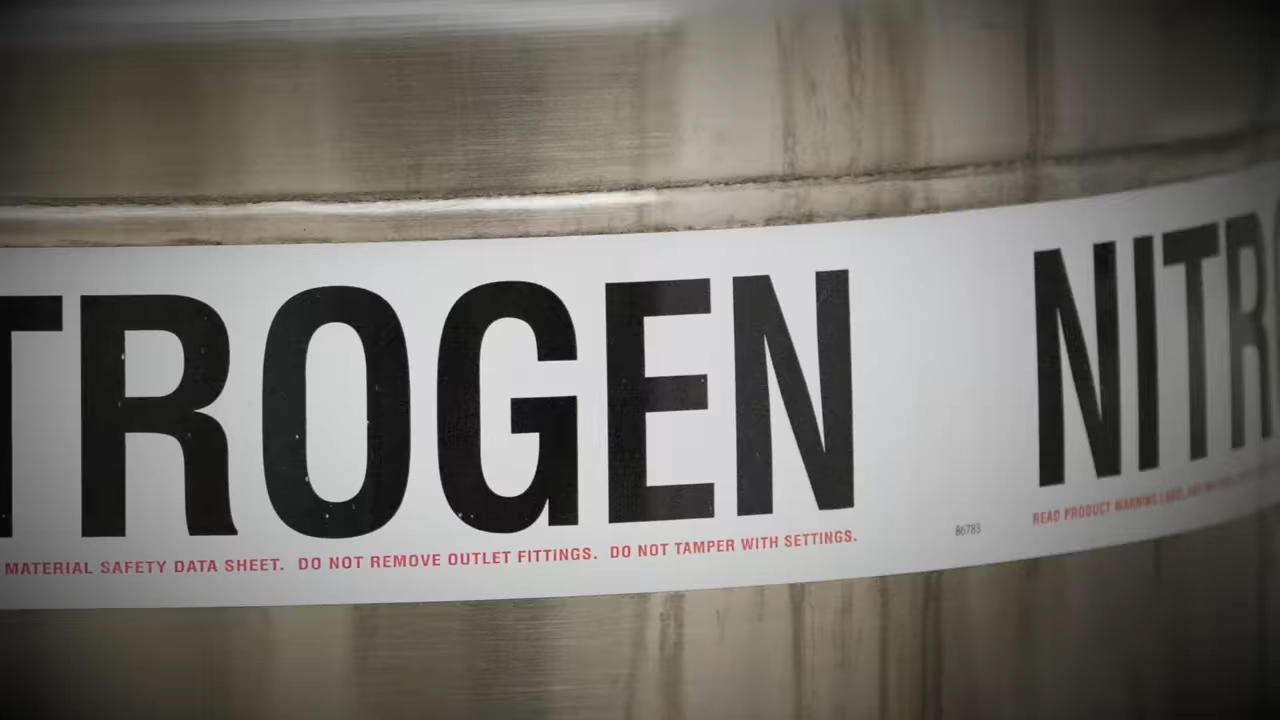 TROGEN NITR
MATERIAL SAFETY DATA SHEET. DO NOT REMOVE OUTLET FITTINGS. DO NOT TAMPER WITH SETTINGS.
86783
READ PRODUCT WARNING LABEL